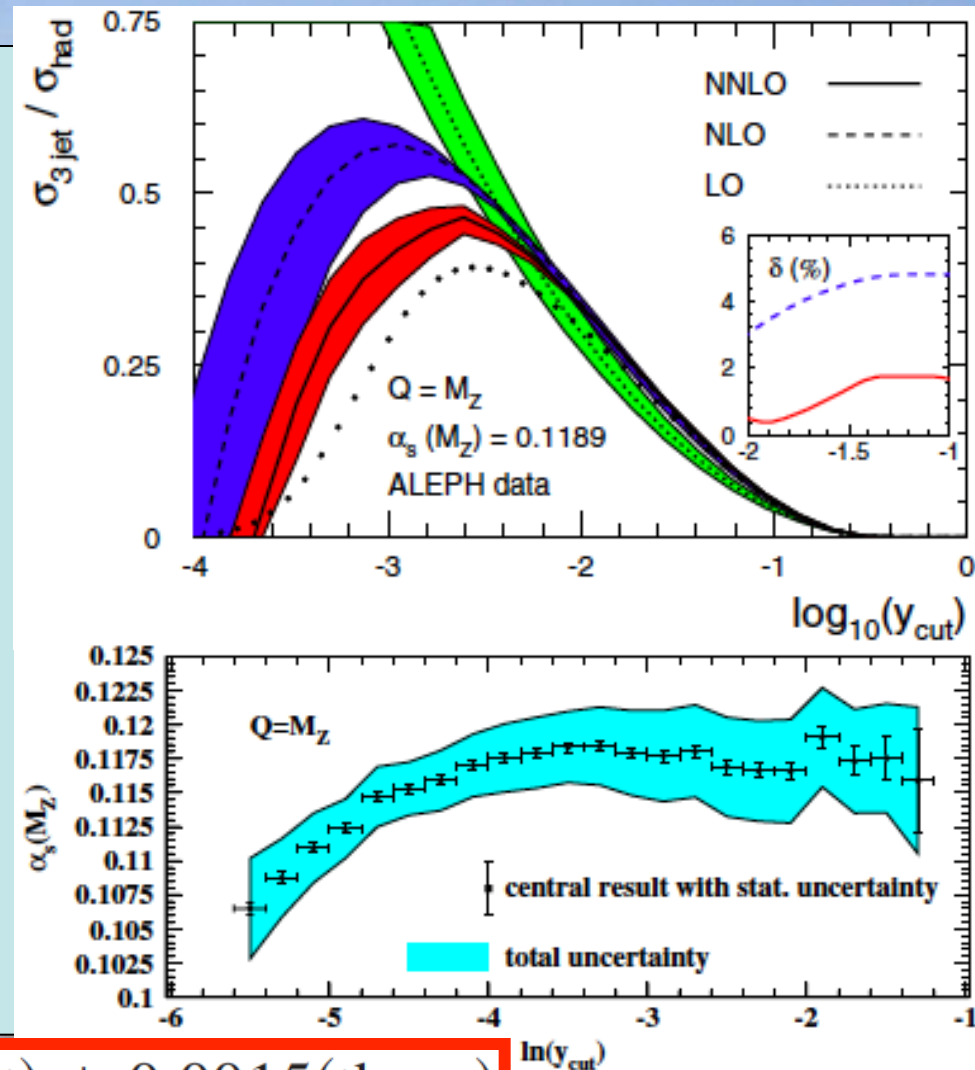 σ3 jet / σhad
0.75
0.5
0.25
0
NNLO
NLO
LO
6
4
2
0
δ (%)
-2 -1.5 -1
Q = MZ
αs (MZ) = 0.1189
ALEPH data
-4 -3 -2 -1 0
log10(ycut)
αs(MZ)
0.125
0.1225
0.12
0.1175
0.115
0.1125
0.11
0.1075
0.105
0.1025
0.1
Q=MZ
central result with stat. uncertainty
total uncertainty
-6 -5 -4 -3 -2 -1
ln(ycut)